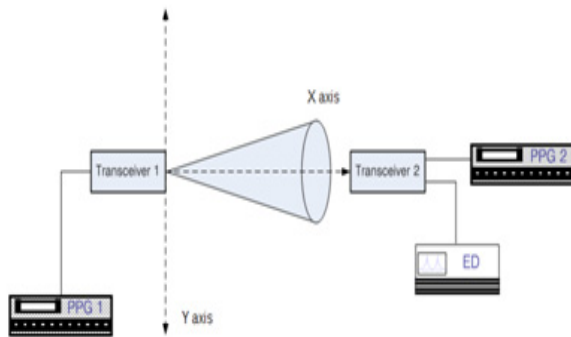 X axis
Transceiver 1
Transceiver 2
PPG 2
ED
PPG 1
Y axis